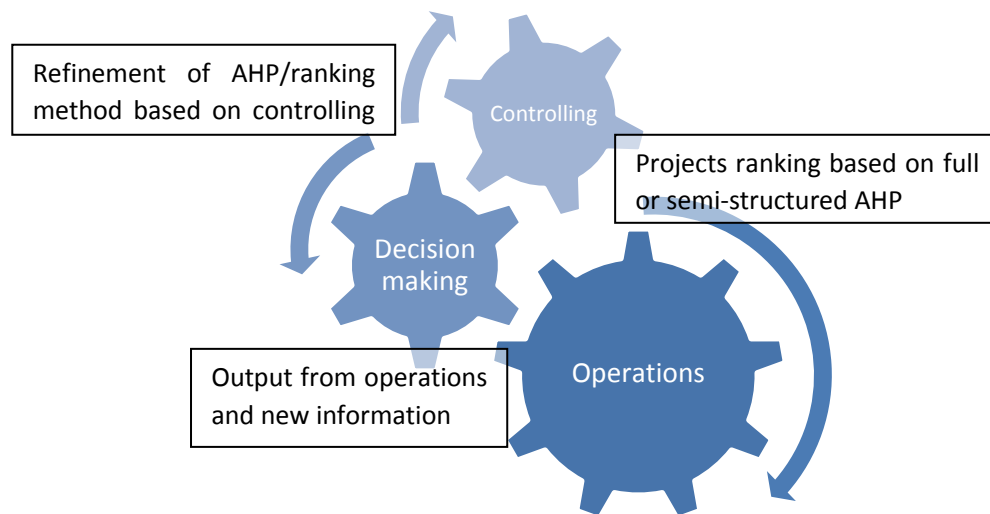 Refinement of AHP/ranking
method based on controlling
Controlling
Projects ranking based on full
or semi-structured AHP
Decision
making
Output from operations
and new information
Operations